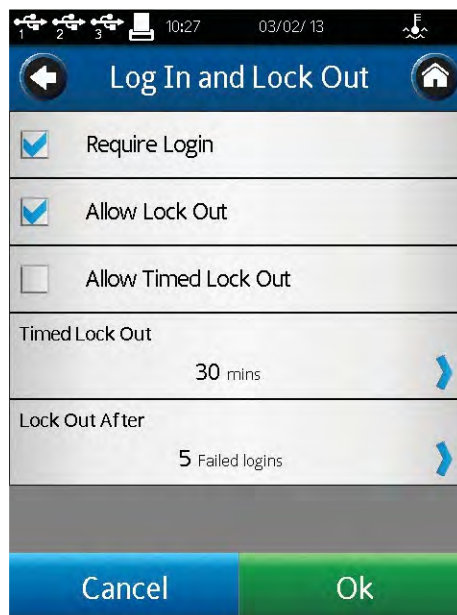 1 2 3 10:27 03/02/13 F
Log In and Lock Out
Require Login
Allow Lock Out
Allow Timed Lock Out
Timed Lock Out
30 mins
Lock Out After
5 Failed logins
Cancel Ok